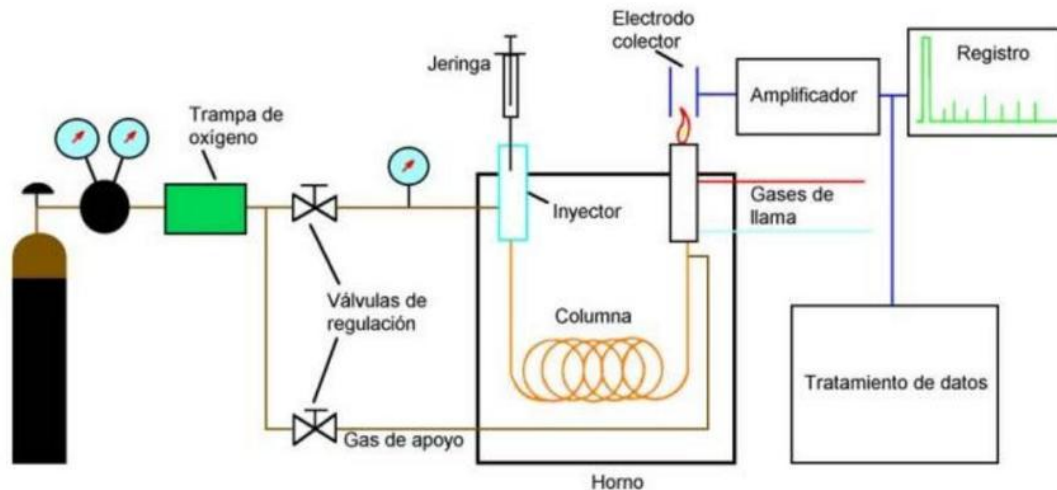 Electrodo
colector
Jeringa
Registro
Amplificador
Trampa de
oxígeno
Inyector
Gases de
llama
Válvulas de
regulación
Columna
Tratamiento de datos
Gas de apoyo
Horno